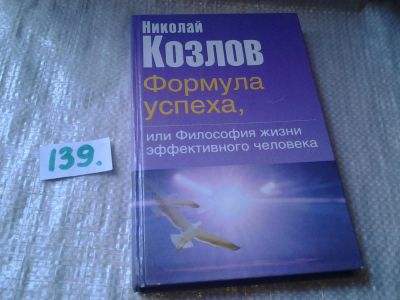 Николай
Козлов
Формула
успеха,
или Философия жизни
эффективного человека
139.